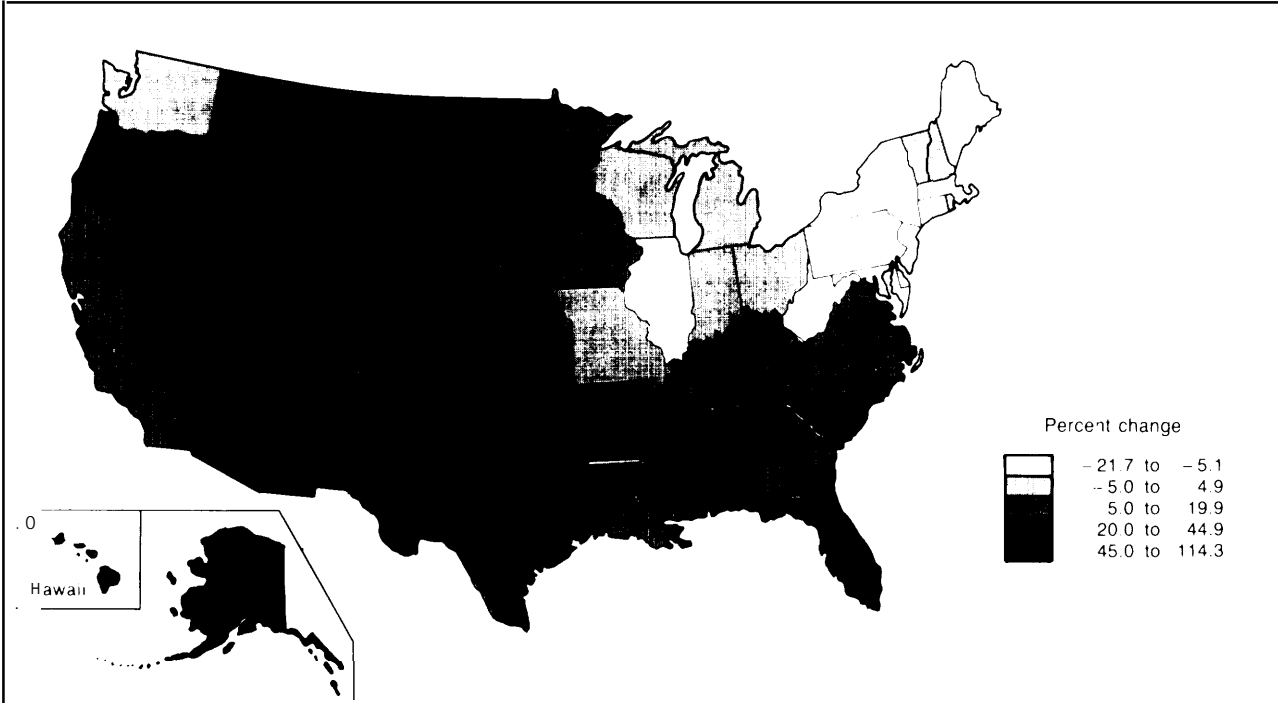 Percent change
– 21.7 to – 5.1
– 5.0 to 4.9
5.0 to 19.9
20.0 to 44.9
45.0 to 114.3
.0
Hawaii